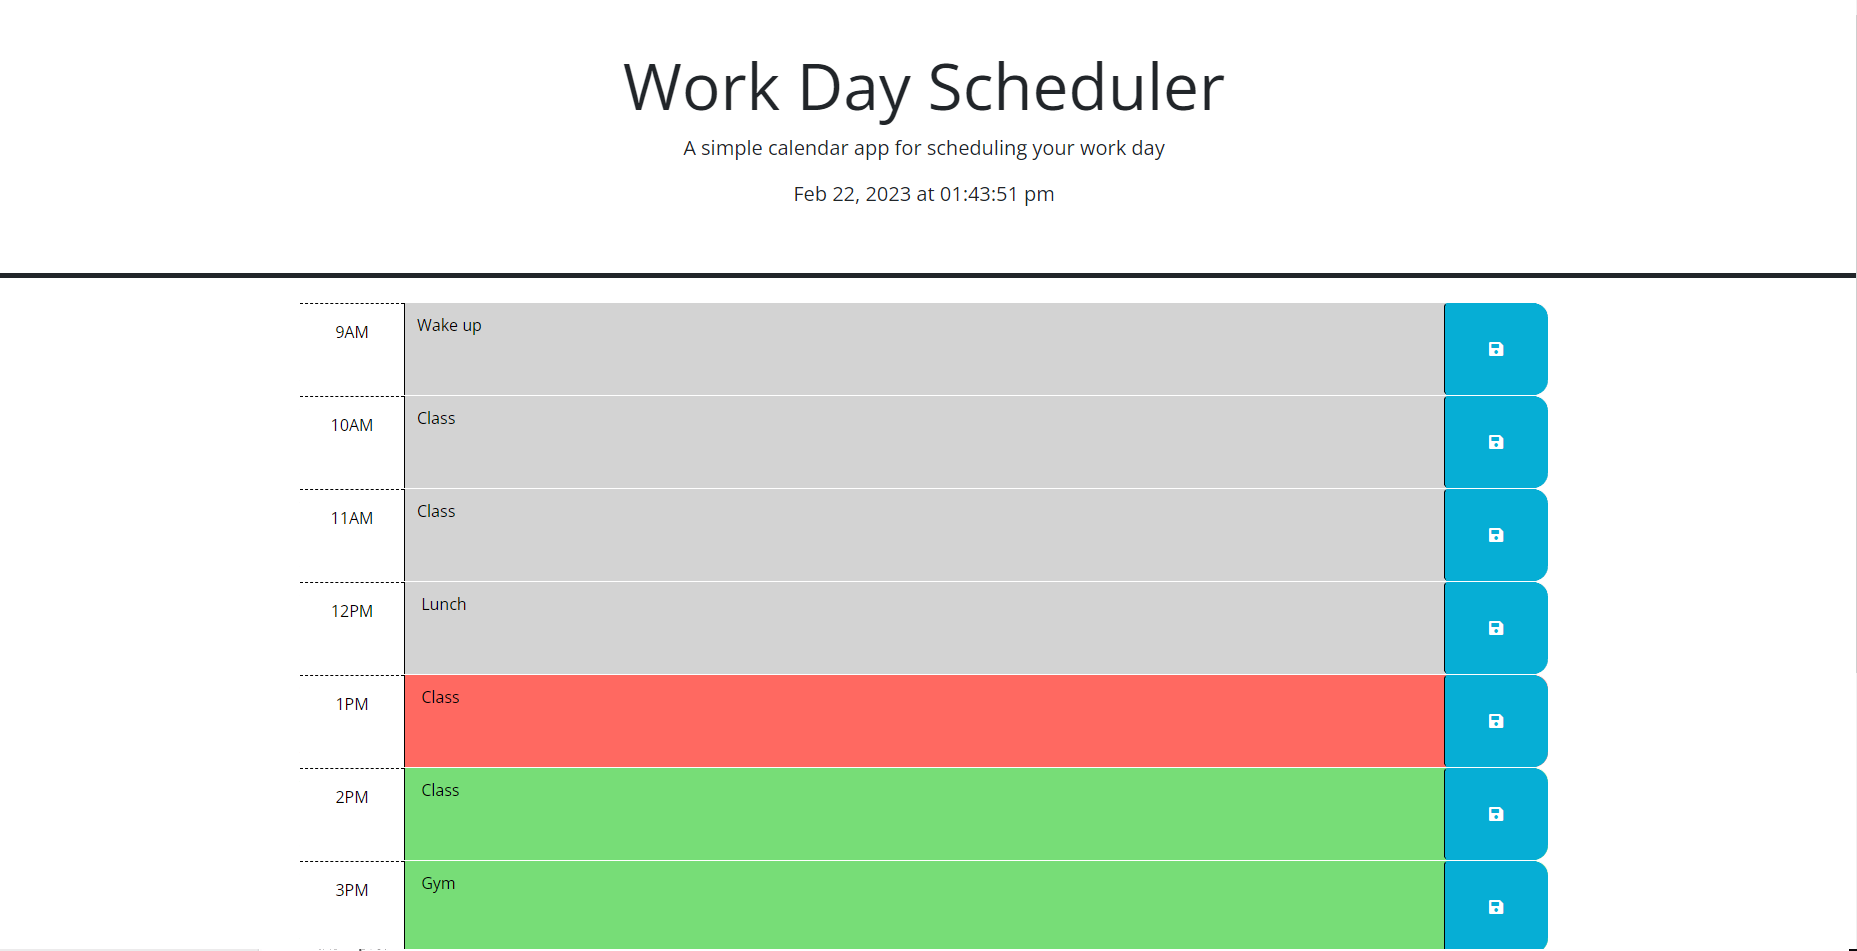 Work Day Scheduler
A simple calendar app for scheduling your work day
Feb 22, 2023 at 01:43:51 pm
9AM Wake up
10AM Class
11AM Class
12PM Lunch
1PM Class
2PM Class
3PM Gym